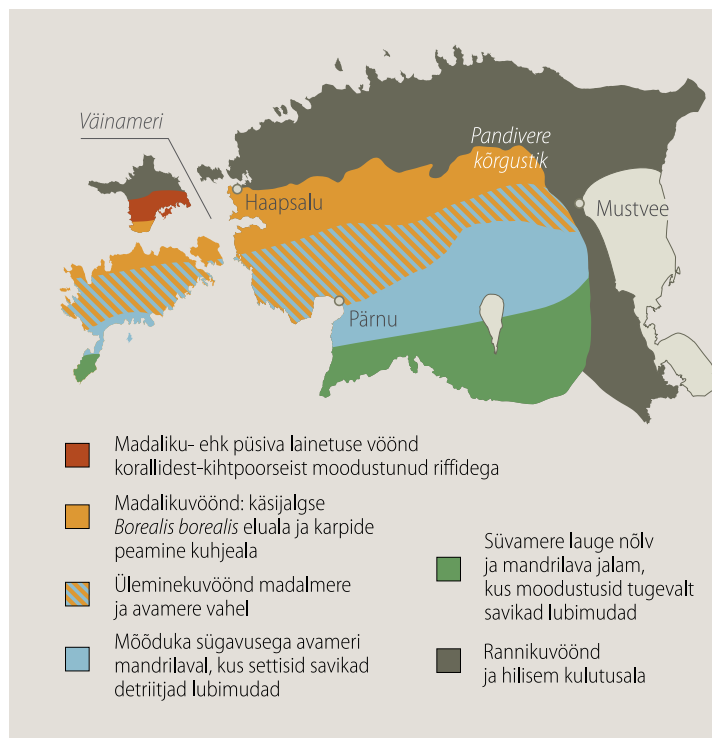 Väinameri
Pandivere
kõrgustik
Haapsalu
Mustvee
Pärnu
Madaliku- ehk püsiva lainetuse vöönd
korallidest-kihtpoorseist moodustunud riffidega
Madalikuvöönd: käsijalgse
Borealis borealis eluala ja karpide
peamine kuhjeala
Üleminekuvöönd madalmere
ja avamere vahel
Mõõduka sügavusega avameri
mandrilaval, kus settisid savikad
detriitjad lubimudad
Süvamere lauge nõlv
ja mandrilava jalam,
kus moodustusid tugevalt
savikad lubimudad
Rannikuvöönd
ja hilisem kulutusala